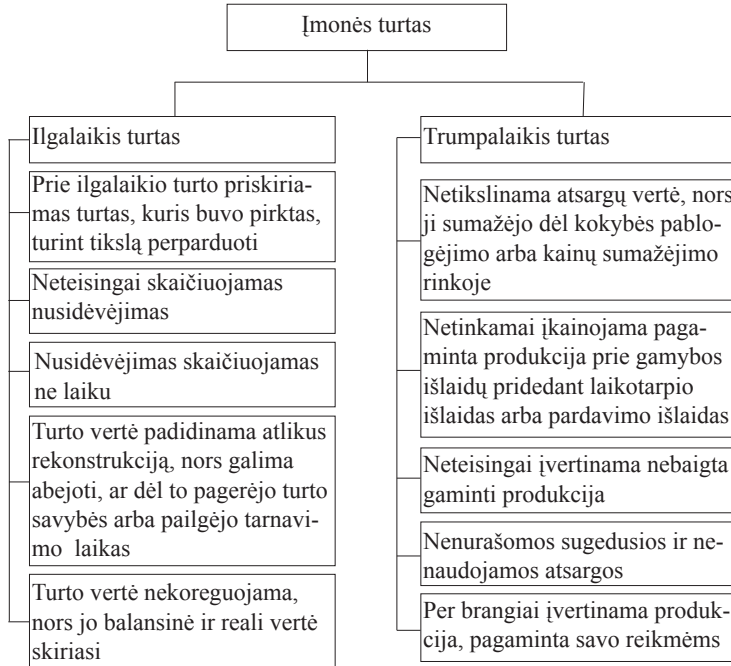 Įmonės turtas
Ilgalaikis turtas
Prie ilgalaikio turto priskiria-
mas turtas, kuris buvo pirktas,
turint tikslą perparduoti
Neteisingai skaičiuojamas
nusidėvėjimas
Nusidėvėjimas skaičiuojamas
ne laiku
Turto vertė padidinama atlikus
rekonstrukciją, nors galima
abejoti, ar dėl to pagerėjo turto
savybės arba pailgėjo tarnavi-
mo laikas
Turto vertė nekoreguojama,
nors jo balansinė ir reali vertė
skiriasi
Trumpalaikis turtas
Netikslinama atsargų vertė, nors
ji sumažėjo dėl kokybės pablo-
gėjimo arba kainų sumažėjimo
rinkoje
Netinkamai įkainojama paga-
minta produkcija prie gamybos
išlaidų pridedant laikotarpio
išlaidas arba pardavimo išlaidas
Neteisingai įvertinama nebaigta
gaminti produkcija
Nenurašomos sugedusios ir ne-
naudojamos atsargos
Per brangiai įvertinama produk-
cija, pagaminta savo reikmėms